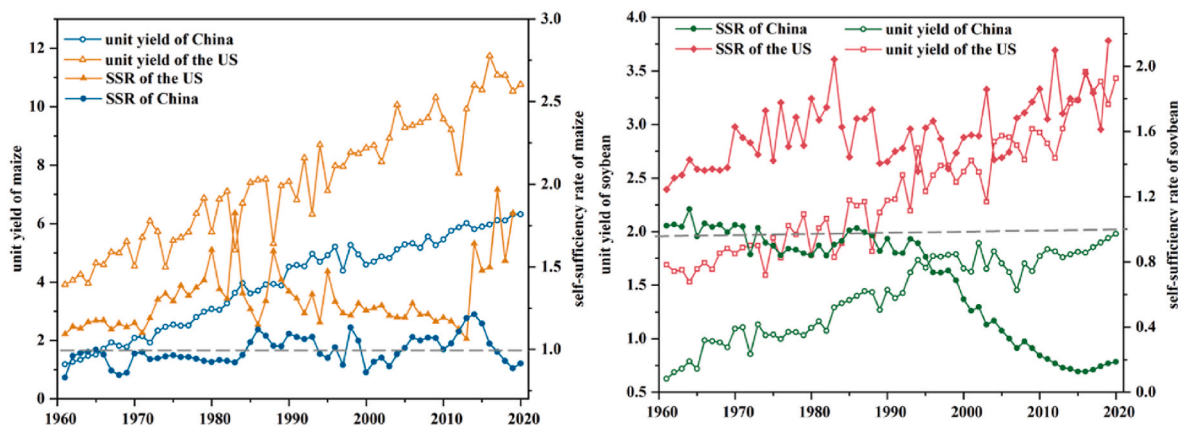 unit yield of China
unit yield of the US
SSR of the US
SSR of China
unit yield of maize
12
10
8
6
4
2
0
3.0
2.5
2.0
1.5
1.0
self-sufficiency rate of maize
1960 1970 1980 1990 2000 2010 2020
SSR of China unit yield of China
SSR of the US unit yield of the US
unit yield of soybean
4.0
3.5
3.0
2.5
2.0
1.5
1.0
0.5
2.0
1.6
1.2
0.8
0.4
0.0
self-sufficiency rate of soybean
1960 1970 1980 1990 2000 2010 2020